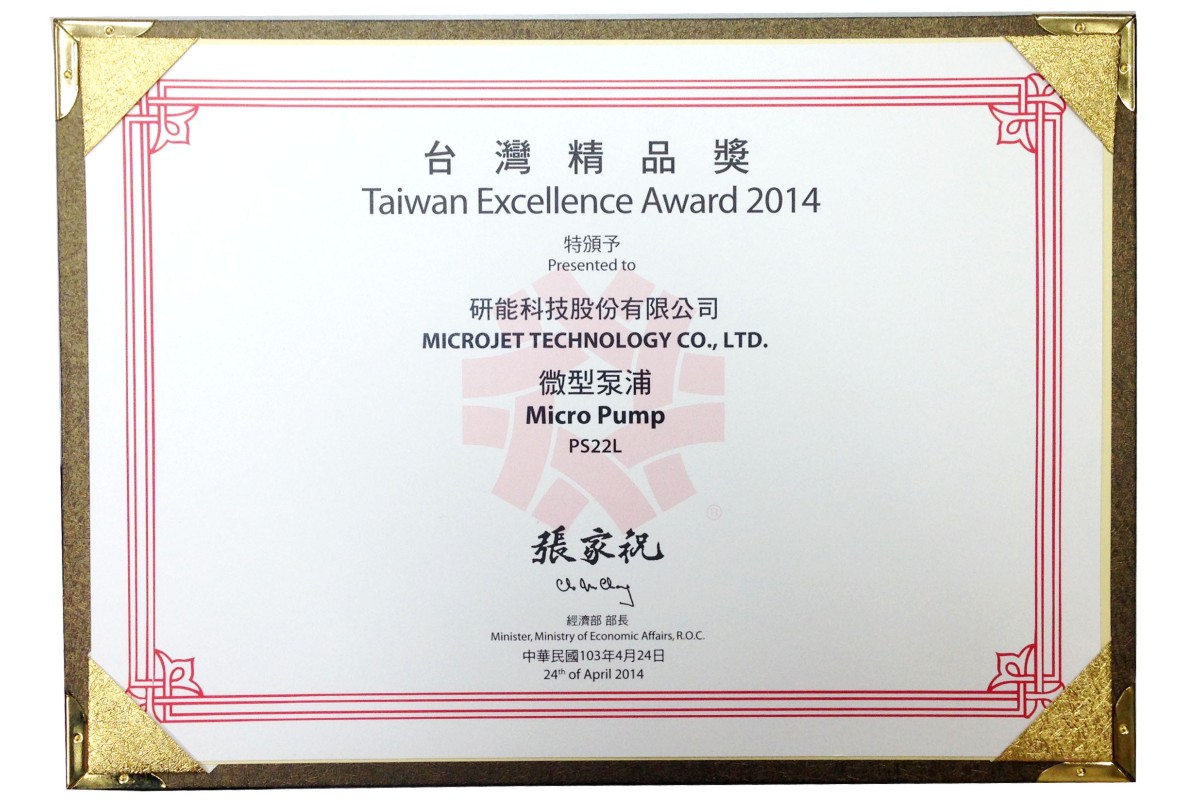 台灣精品獎
Taiwan Excellence Award 2014
特頒予
Presented to
研能科技股份有限公司
MICROJET TECHNOLOGY CO., LTD.
微型泵浦
Micro Pump
PS22L
®
張家祝
經濟部 部長
Minister, Ministry of Economic Affairs, R.O.C.
中華民國103年4月24日
24th of April 2014